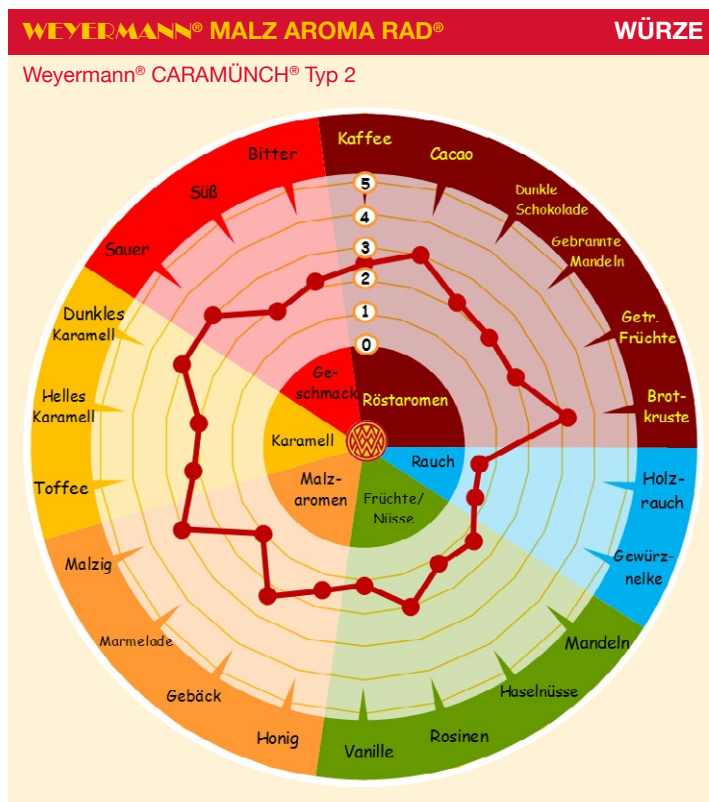 WEYERMANN® MALZ AROMA RAD®
WÜRZE
Weyermann® CARAMÜNCH® Typ 2
Kaffee
Cacao
Dunkle
Schokolade
Gebrannte
Mandeln
Getr.
Früchte
Brot-
kruste
Holz-
rauch
Gewürz-
nelke
Mandeln
Haselnüsse
Rosinen
Vanille
Honig
Gebäck
Marmelade
Malzig
Toffee
Helles
Karamell
Dunkles
Karamell
Sauer
Süß
Bitter
5
4
3
2
1
0
Röstaromen
Rauch
Früchte/
Nüsse
Malz-
aromen
Karamell
Ge-
schmack